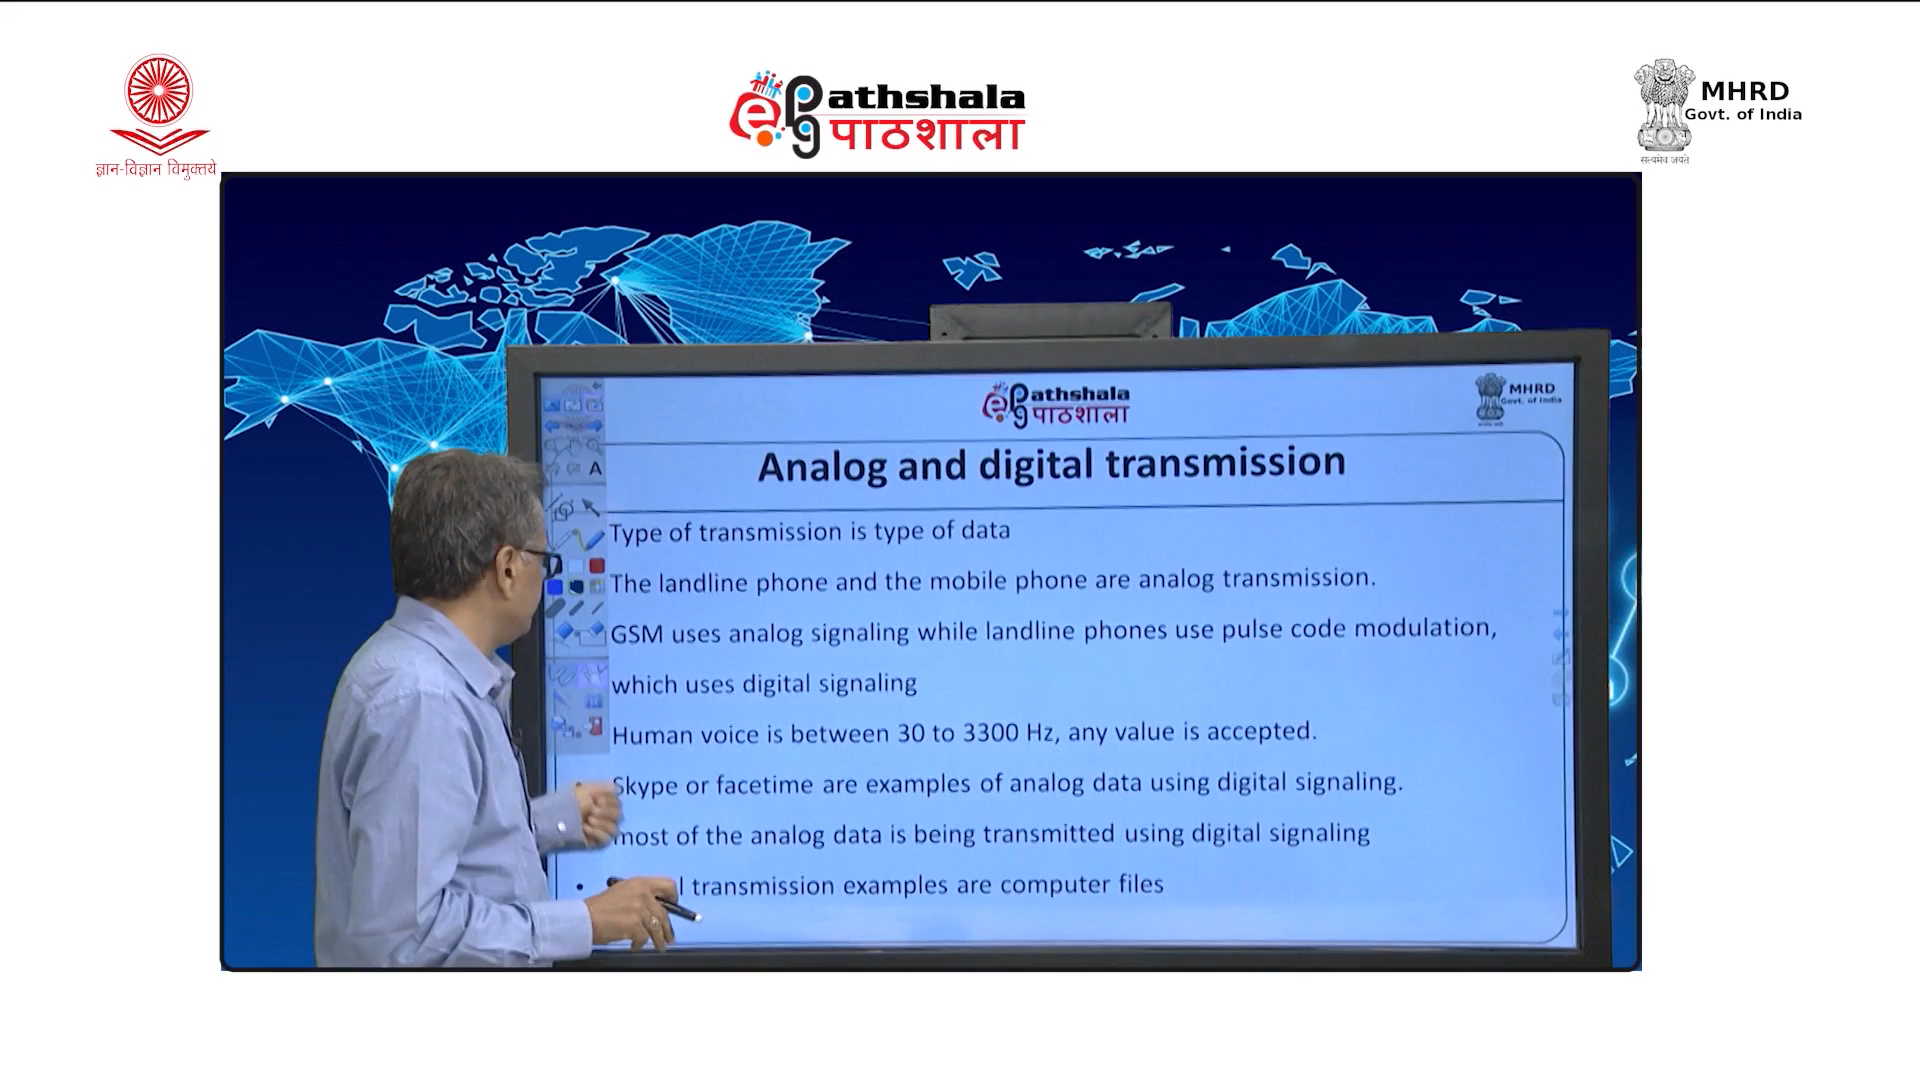 ePg Pathshala
पाठशाला
MHRD
Govt. of India
सत्यमेव जयते
ज्ञान-विज्ञान विमुक्तये
ePg Pathshala
पाठशाला
MHRD
Govt. of India
A
Analog and digital transmission
Type of transmission is type of data
The landline phone and the mobile phone are analog transmission.
GSM uses analog signaling while landline phones use pulse code modulation,
which uses digital signaling
Human voice is between 30 to 3300 Hz, any value is accepted.
Skype or facetime are examples of analog data using digital signaling.
most of the analog data is being transmitted using digital signaling
• transmission examples are computer files